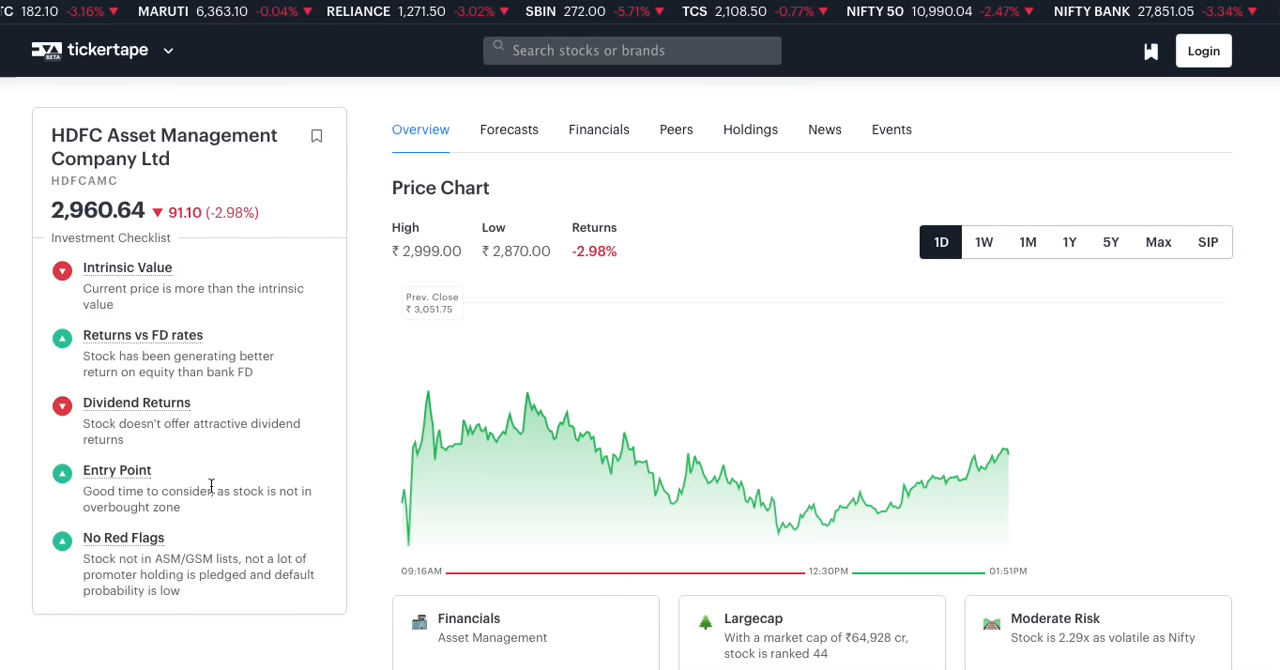 TC 182.10 -3.16% ▼ MARUTI 6,363.10 -0.04% ▼ RELIANCE 1,271.50 -3.02% ▼ SBIN 272.00 -5.71% ▼ TCS 2,108.50 -0.77% ▼ NIFTY 50 10,990.04 -2.47% ▼ NIFTY BANK 27,851.05 -3.34% ▼
BETA tickertape
Search stocks or brands
Login
HDFC Asset Management
Company Ltd
HDFCAMC
2,960.64 ▼ 91.10 (-2.98%)
Investment Checklist
Intrinsic Value
Current price is more than the intrinsic
value
Returns vs FD rates
Stock has been generating better
return on equity than bank FD
Dividend Returns
Stock doesn't offer attractive dividend
returns
Entry Point
Good time to consider, as stock is not in
overbought zone
No Red Flags
Stock not in ASM/GSM lists, not a lot of
promoter holding is pledged and default
probability is low
Overview Forecasts Financials Peers Holdings News Events
Price Chart
High Low Returns
₹ 2,999.00 ₹ 2,870.00 -2.98%
1D 1W 1M 1Y 5Y Max SIP
Prev. Close
₹ 3,051.75
09:16AM 12:30PM 01:51PM
Financials
Asset Management
Largecap
With a market cap of ₹64,928 cr,
stock is ranked 44
Moderate Risk
Stock is 2.29x as volatile as Nifty